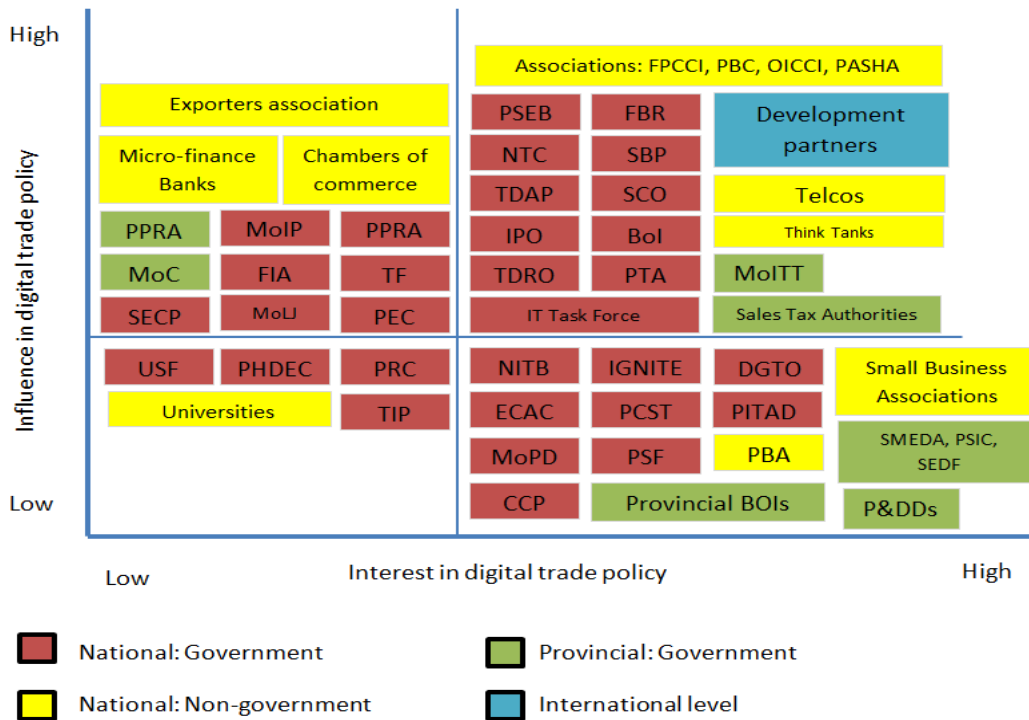 High
Influence in digital trade policy
Low
Exporters association
Micro-finance
Banks
Chambers of
commerce
PPRA
MoIP
PPRA
MoC
FIA
TF
SECP
MoLJ
PEC
Associations: FPCCI, PBC, OICCI, PASHA
PSEB
FBR
Development
partners
NTC
SBP
TDAP
SCO
Telcos
IPO
BoI
Think Tanks
TDRO
PTA
MoITT
IT Task Force
Sales Tax Authorities
USF
PHDEC
PRC
Universities
TIP
NITB
IGNITE
DGTO
Small Business
Associations
ECAC
PCST
PITAD
MoPD
PSF
PBA
SMEDA, PSIC,
SEDF
CCP
Provincial BOIs
P&DDs
Low
Interest in digital trade policy
High
National: Government
Provincial: Government
National: Non-government
International level